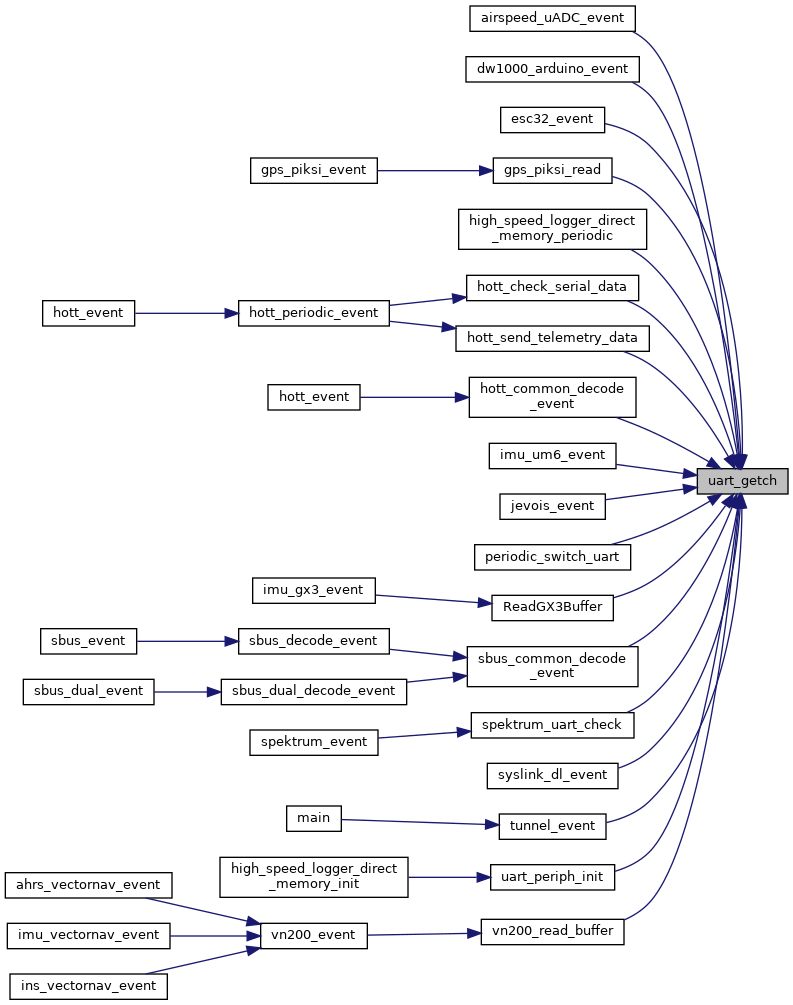 airspeed_uADC_event
dw1000_arduino_event
esc32_event
gps_piksi_event
gps_piksi_read
high_speed_logger_direct
_memory_periodic
hott_check_serial_data
hott_event
hott_periodic_event
hott_send_telemetry_data
hott_event
hott_common_decode
_event
imu_um6_event
uart_getch
jevois_event
periodic_switch_uart
imu_gx3_event
ReadGX3Buffer
sbus_event
sbus_decode_event
sbus_common_decode
_event
sbus_dual_event
sbus_dual_decode_event
spektrum_uart_check
spektrum_event
syslink_dl_event
main
tunnel_event
high_speed_logger_direct
_memory_init
uart_periph_init
ahrs_vectornav_event
imu_vectornav_event
vn200_event
vn200_read_buffer
ins_vectornav_event